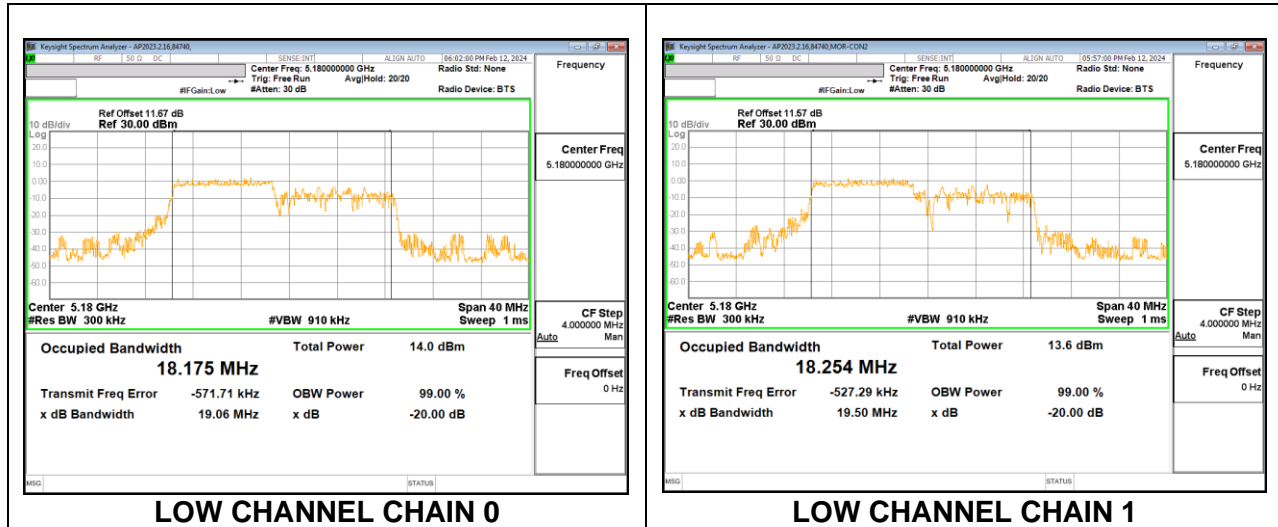 Keysight Spectrum Analyzer - AP2023.2.16,84740,
RF 50 Ω DC SENSE:INT ALIGN AUTO 06:02:00 PM Feb 12, 2024
Center Freq: 5.180000000 GHz Radio Std: None
Trig: Free Run Avg|Hold: 20/20
#IFGain:Low #Atten: 30 dB Radio Device: BTS
Frequency
Ref Offset 11.67 dB
10 dB/div Ref 30.00 dBm
Log
20.0
10.0
0.00
-10.0
-20.0
-30.0
-40.0
-50.0
-60.0
Center 5.18 GHz Span 40 MHz
#Res BW 300 kHz #VBW 910 kHz Sweep 1 ms
Center Freq
5.180000000 GHz
CF Step
4.000000 MHz
Auto Man
Freq Offset
0 Hz
Occupied Bandwidth Total Power 14.0 dBm
18.175 MHz
Transmit Freq Error -571.71 kHz OBW Power 99.00 %
x dB Bandwidth 19.06 MHz x dB -20.00 dB
MSG STATUS
LOW CHANNEL CHAIN 0
Keysight Spectrum Analyzer - AP2023.2.16,84740,MOR-CON2
RF 50 Ω DC SENSE:INT ALIGN AUTO 05:57:00 PM Feb 12, 2024
Center Freq: 5.180000000 GHz Radio Std: None
Trig: Free Run Avg|Hold: 20/20
#IFGain:Low #Atten: 30 dB Radio Device: BTS
Frequency
Ref Offset 11.57 dB
10 dB/div Ref 30.00 dBm
Log
20.0
10.0
0.00
-10.0
-20.0
-30.0
-40.0
-50.0
-60.0
Center 5.18 GHz Span 40 MHz
#Res BW 300 kHz #VBW 910 kHz Sweep 1 ms
Center Freq
5.180000000 GHz
CF Step
4.000000 MHz
Auto Man
Freq Offset
0 Hz
Occupied Bandwidth Total Power 13.6 dBm
18.254 MHz
Transmit Freq Error -527.29 kHz OBW Power 99.00 %
x dB Bandwidth 19.50 MHz x dB -20.00 dB
MSG STATUS
LOW CHANNEL CHAIN 1